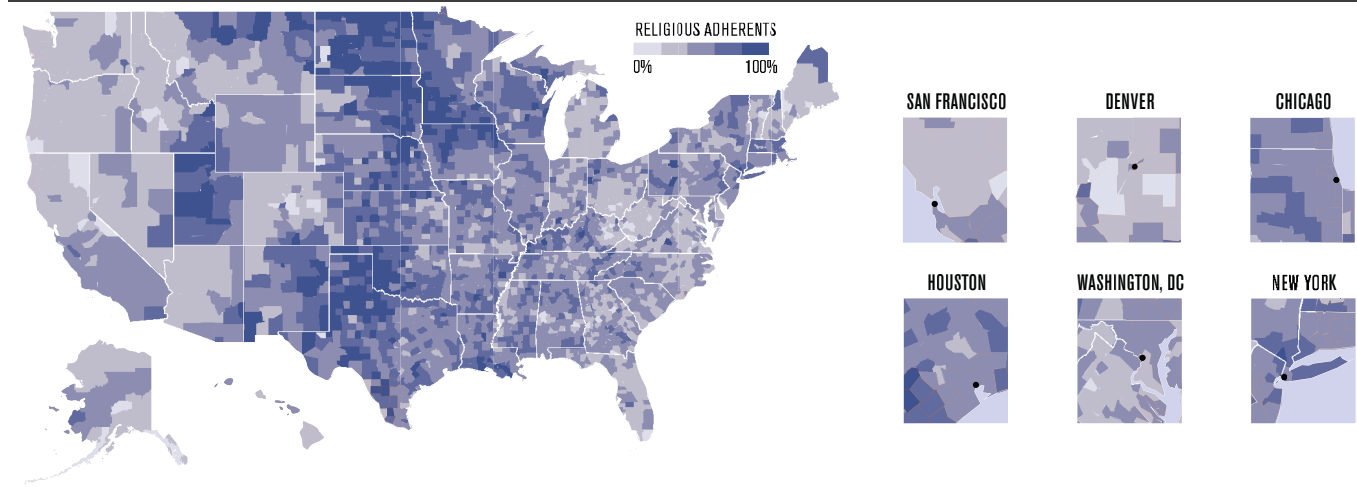 RELIGIOUS ADHERENTS
0% 100%
SAN FRANCISCO
DENVER
CHICAGO
HOUSTON
WASHINGTON, DC
NEW YORK